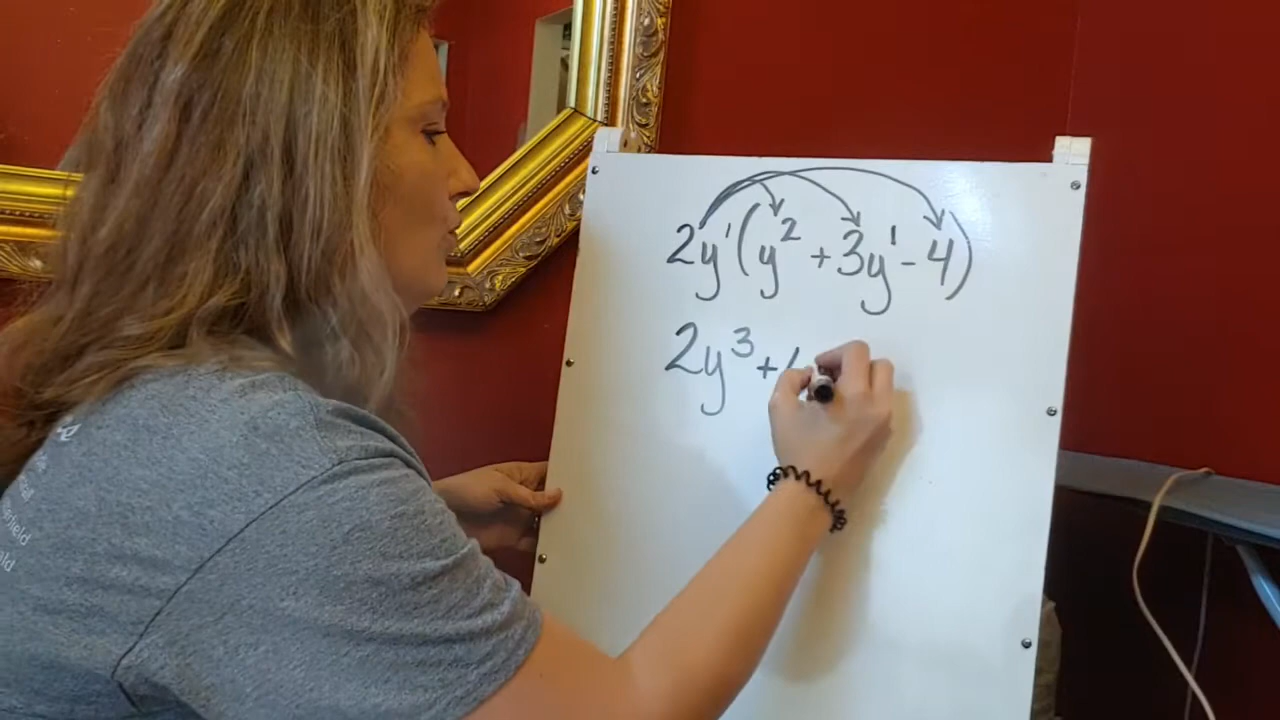 2y¹(y² + 3y¹ - 4)
2y³ +